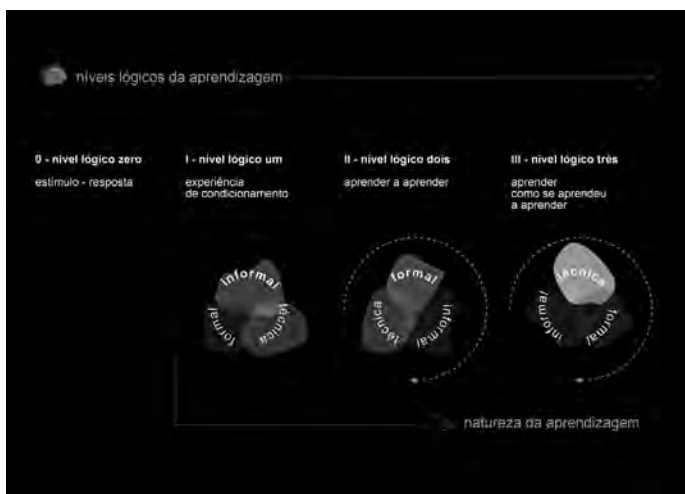 níveis lógicos da aprendizagem
0 - nível lógico zero
estímulo - resposta
I - nível lógico um
experiência
de condicionamento
II - nível lógico dois
aprender a aprender
III - nível lógico três
aprender
como se aprendeu
a aprender
informal
formal
técnica
formal
técnica
informal
técnica
informal
formal
natureza da aprendizagem